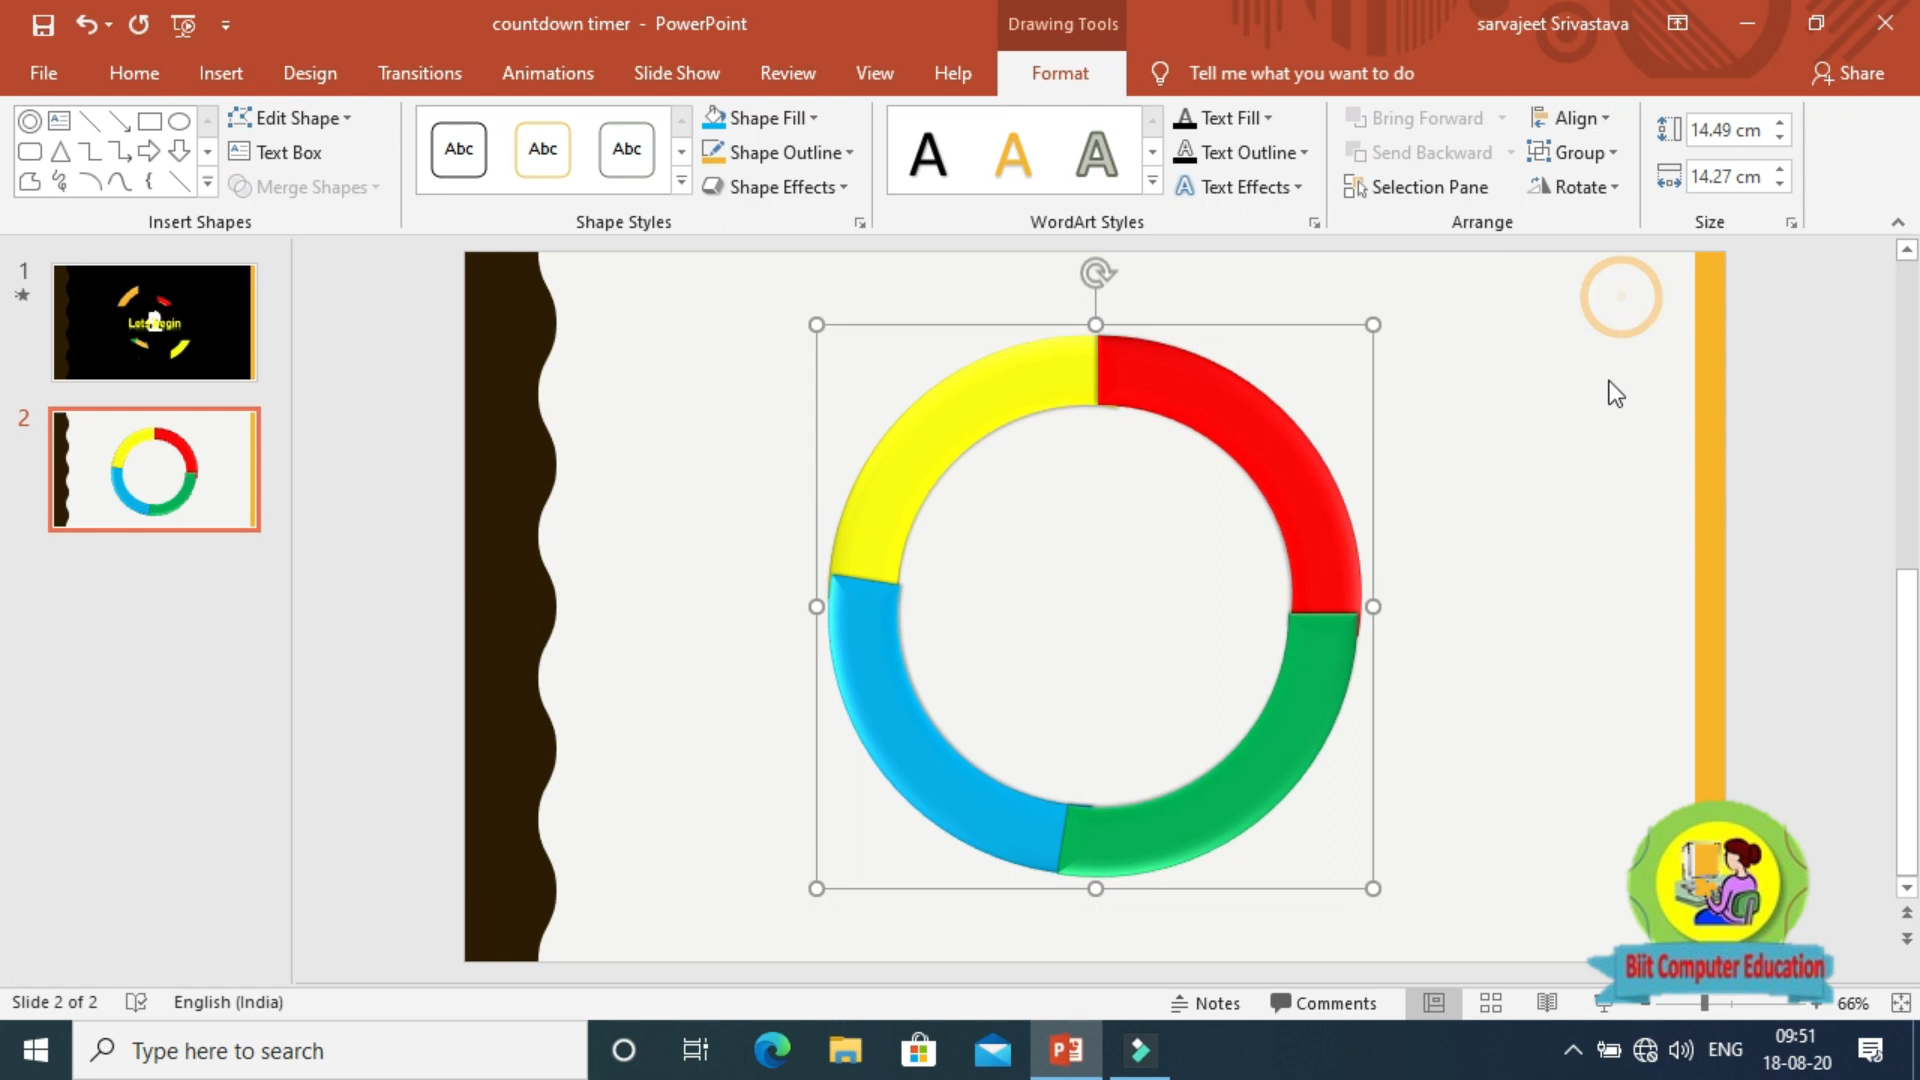 countdown timer - PowerPoint
Drawing Tools
sarvajeet Srivastava
File
Home
Insert
Design
Transitions
Animations
Slide Show
Review
View
Help
Format
Tell me what you want to do
Share
Edit Shape
Text Box
Merge Shapes
Insert Shapes
Abc
Abc
Abc
Shape Fill
Shape Outline
Shape Effects
Shape Styles
A
A
A
Text Fill
Text Outline
Text Effects
WordArt Styles
Bring Forward
Send Backward
Selection Pane
Align
Group
Rotate
Arrange
14.49 cm
14.27 cm
Size
1
2
Biit Computer Education
Slide 2 of 2
English (India)
Notes
Comments
66%
Type here to search
ENG
09:51
18-08-20